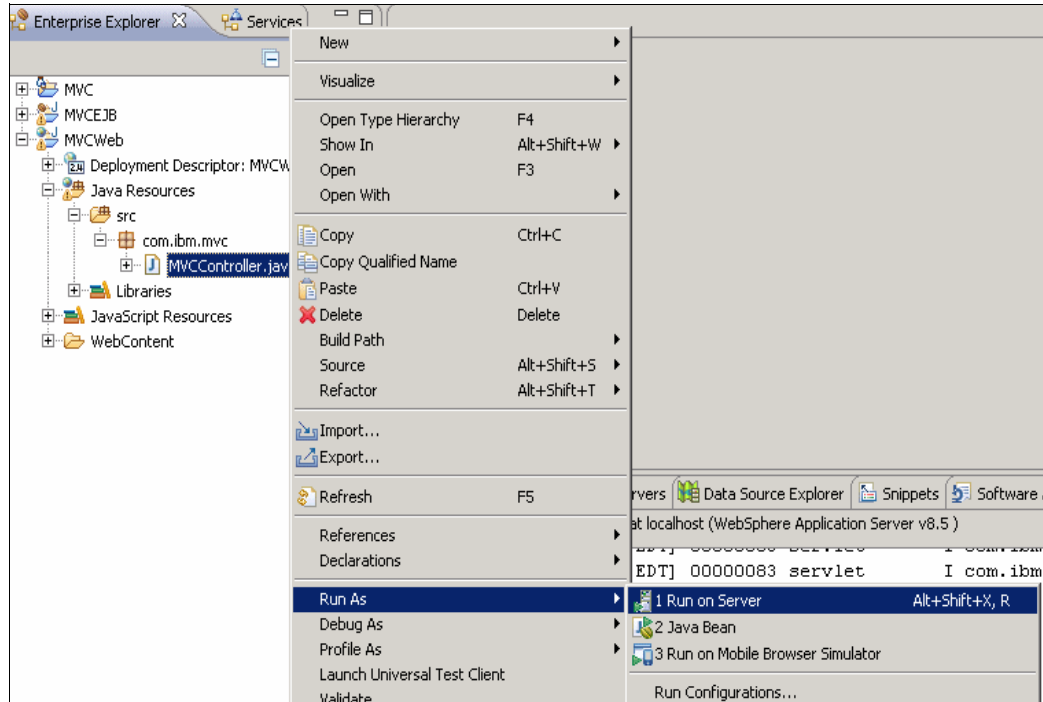 Enterprise Explorer Services
New
Visualize
MVC
MVCEJB
MVCWeb
Deployment Descriptor: MVCW
Java Resources
src
com.ibm.mvc
MVCController.jav
Libraries
JavaScript Resources
WebContent
Open Type Hierarchy F4
Show In Alt+Shift+W
Open F3
Open With
Copy Ctrl+C
Copy Qualified Name
Paste Ctrl+V
Delete Delete
Build Path
Source Alt+Shift+S
Refactor Alt+Shift+T
Import...
Export...
Refresh F5
References
Declarations
Run As
Debug As
Profile As
Launch Universal Test Client
Validate
rvers Data Source Explorer Snippets Software
at localhost (WebSphere Application Server v8.5 )
EDT] 00000083 servlet I com.ibm
1 Run on Server Alt+Shift+X, R
2 Java Bean
3 Run on Mobile Browser Simulator
Run Configurations...